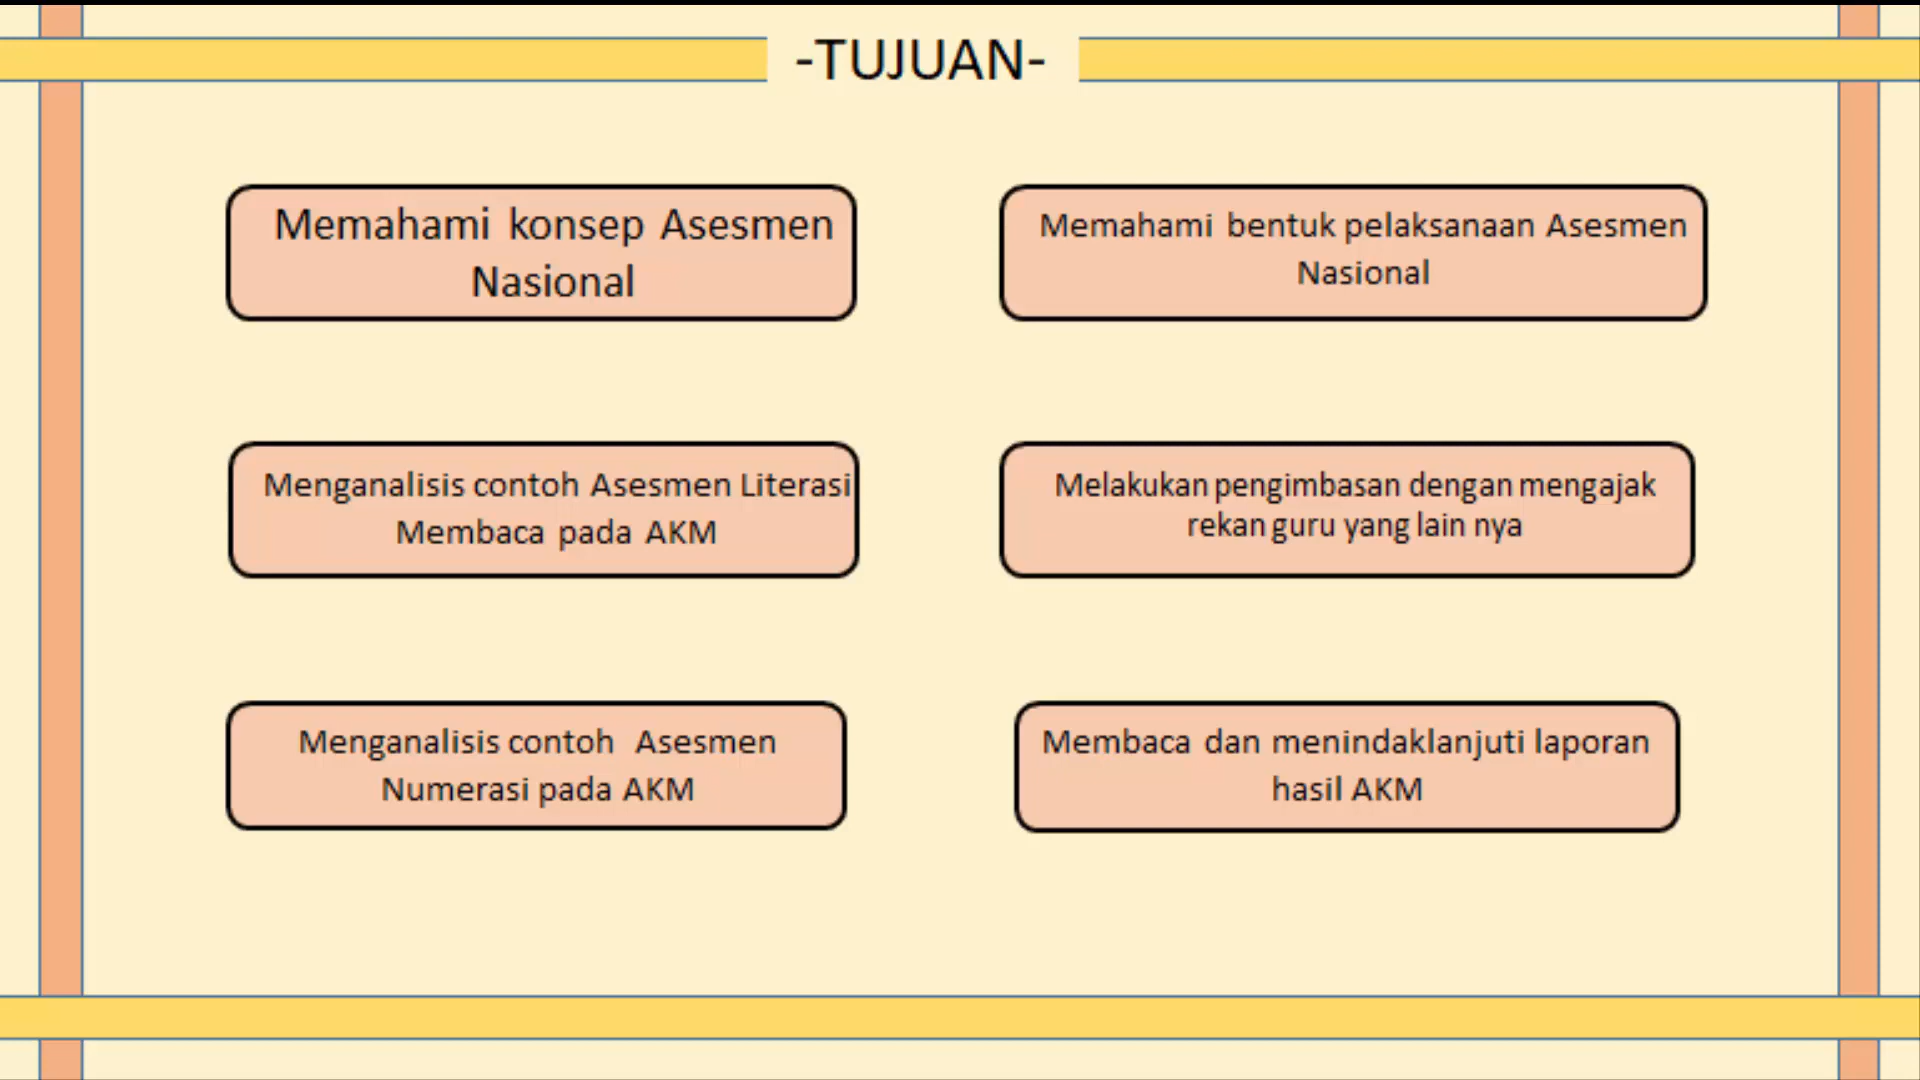 -TUJUAN-
Memahami konsep Asesmen
Nasional
Memahami bentuk pelaksanaan Asesmen
Nasional
Menganalisis contoh Asesmen Literasi
Membaca pada AKM
Melakukan pengimbasan dengan mengajak
rekan guru yang lain nya
Menganalisis contoh Asesmen
Numerasi pada AKM
Membaca dan menindaklanjuti laporan
hasil AKM